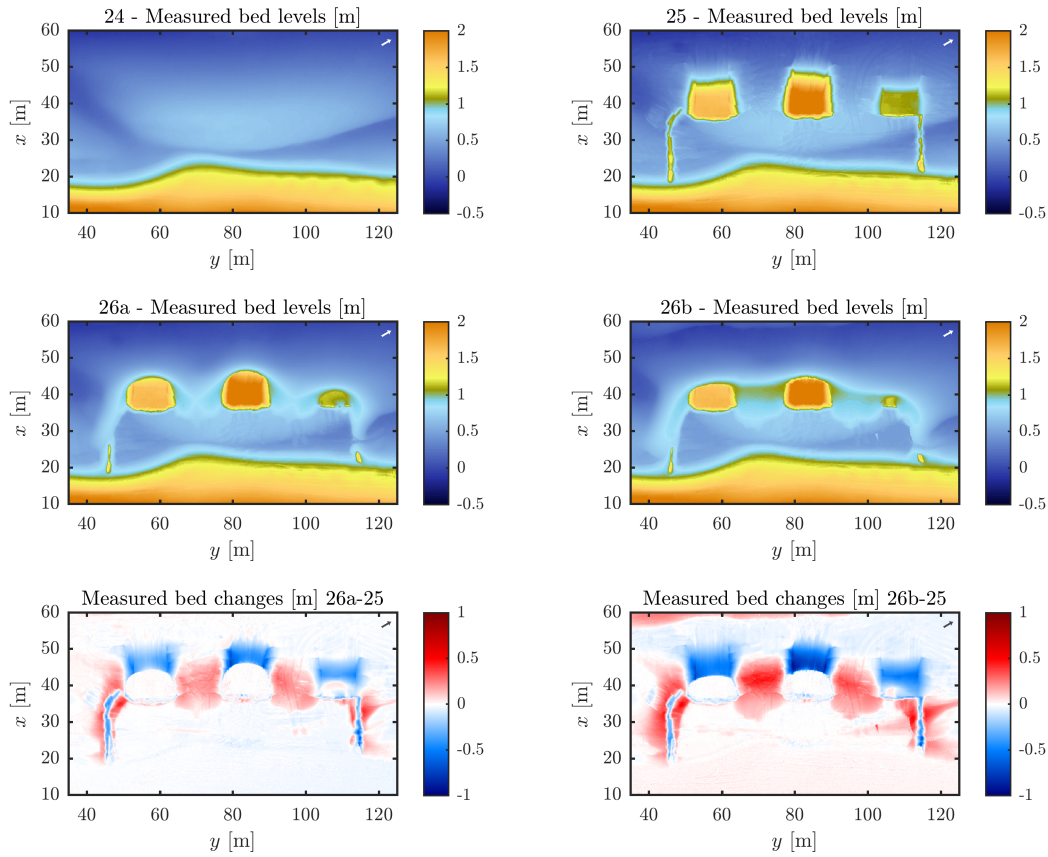 24 - Measured bed levels [m]
60
50
40
30
20
10
x [m]
40 60 80 100 120
y [m]
2
1.5
1
0.5
0
-0.5
25 - Measured bed levels [m]
60
50
40
30
20
10
x [m]
40 60 80 100 120
y [m]
2
1.5
1
0.5
0
-0.5
26a - Measured bed levels [m]
60
50
40
30
20
10
x [m]
40 60 80 100 120
y [m]
2
1.5
1
0.5
0
-0.5
26b - Measured bed levels [m]
60
50
40
30
20
10
x [m]
40 60 80 100 120
y [m]
2
1.5
1
0.5
0
-0.5
Measured bed changes [m] 26a-25
60
50
40
30
20
10
x [m]
40 60 80 100 120
y [m]
1
0.5
0
-0.5
-1
Measured bed changes [m] 26b-25
60
50
40
30
20
10
x [m]
40 60 80 100 120
y [m]
1
0.5
0
-0.5
-1